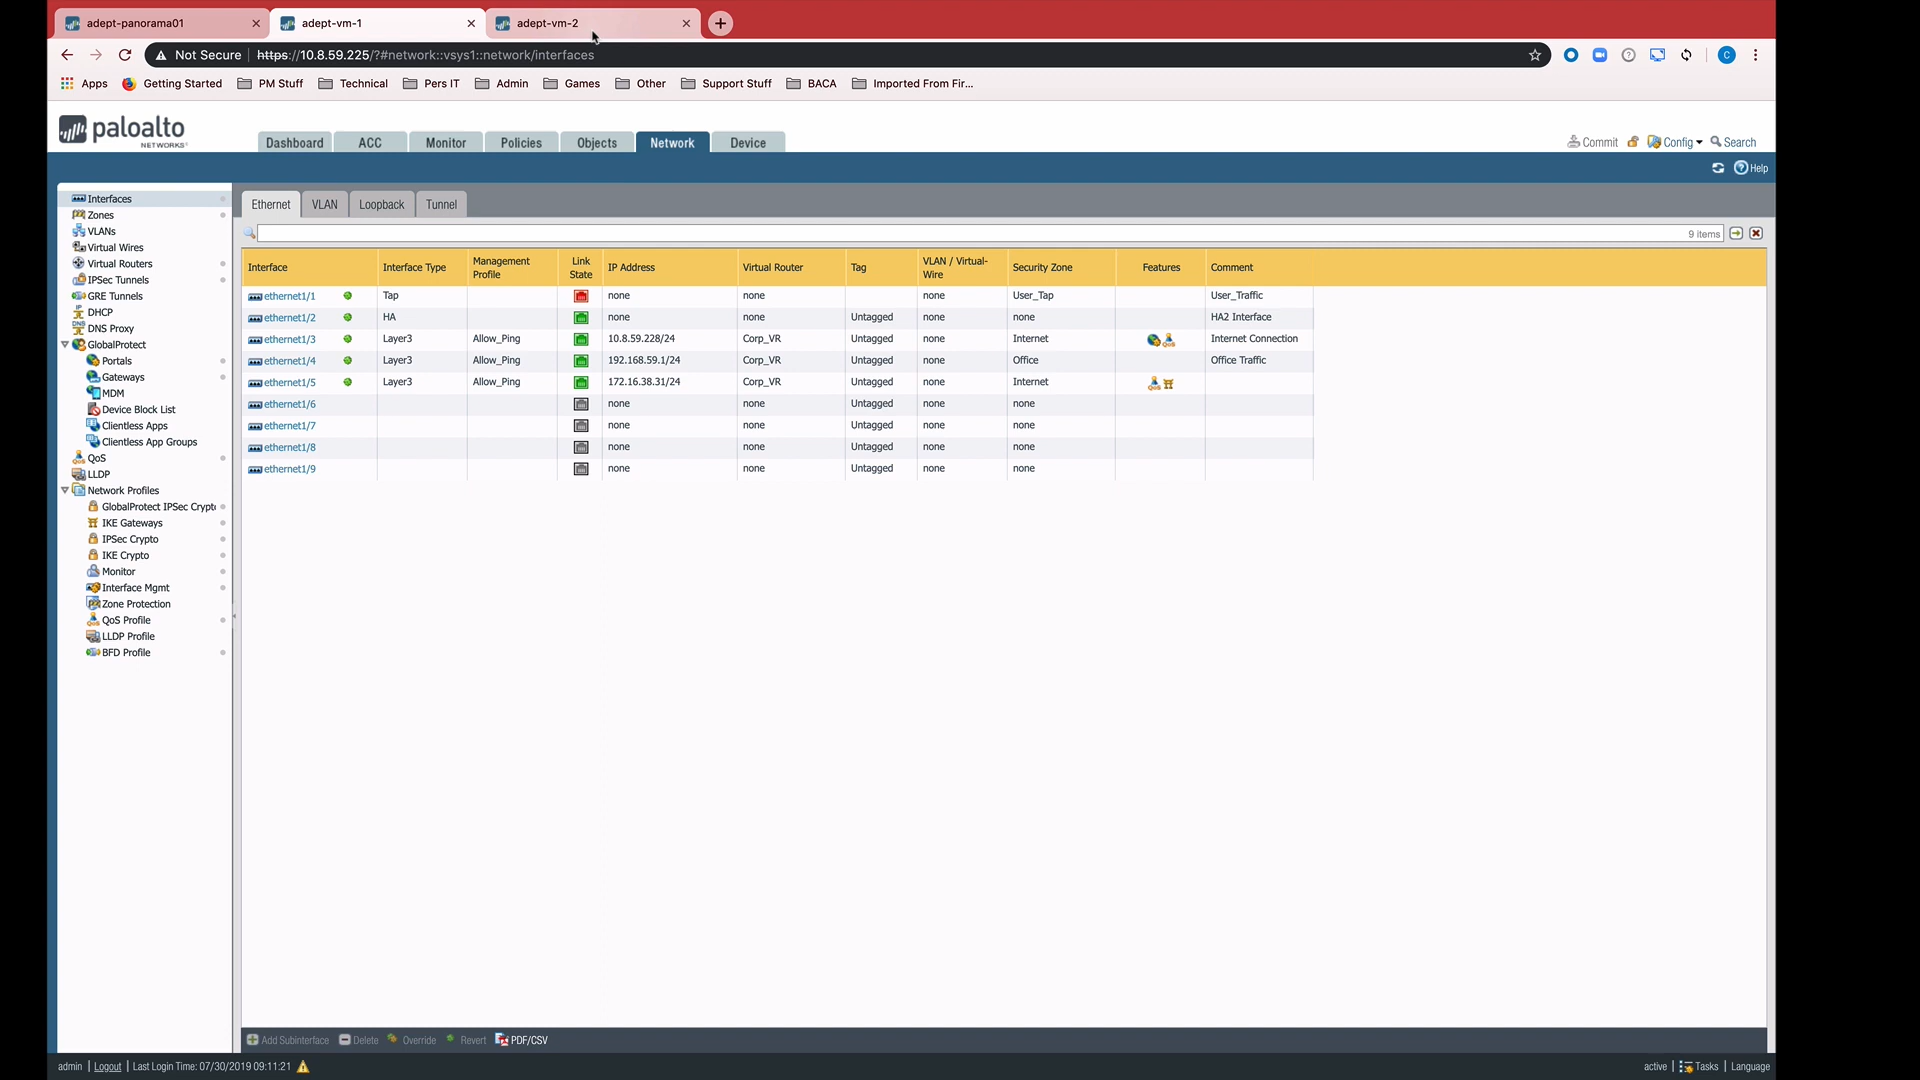 adept-panorama01
adept-vm-1
adept-vm-2
Not Secure
https://10.8.59.225/?#network::vsys1::network/interfaces
C
Apps
Getting Started
PM Stuff
Technical
Pers IT
Admin
Games
Other
Support Stuff
BACA
Imported From Fir...
paloalto
NETWORKS
Dashboard
ACC
Monitor
Policies
Objects
Network
Device
Commit
Config
Search
Help
Interfaces
Zones
VLANs
Virtual Wires
Virtual Routers
IPSec Tunnels
GRE Tunnels
DHCP
DNS Proxy
GlobalProtect
Portals
Gateways
MDM
Device Block List
Clientless Apps
Clientless App Groups
QoS
LLDP
Network Profiles
GlobalProtect IPSec Crypt
IKE Gateways
IPSec Crypto
IKE Crypto
Monitor
Interface Mgmt
Zone Protection
QoS Profile
LLDP Profile
BFD Profile
Ethernet
VLAN
Loopback
Tunnel
9 items
Interface
Interface Type
Management Profile
Link State
IP Address
Virtual Router
Tag
VLAN / Virtual-Wire
Security Zone
Features
Comment
ethernet1/1 Tap none none none User_Tap User_Traffic
ethernet1/2 HA none none Untagged none none HA2 Interface
ethernet1/3 Layer3 Allow_Ping 10.8.59.228/24 Corp_VR Untagged none Internet Internet Connection
ethernet1/4 Layer3 Allow_Ping 192.168.59.1/24 Corp_VR Untagged none Office Office Traffic
ethernet1/5 Layer3 Allow_Ping 172.16.38.31/24 Corp_VR Untagged none Internet
ethernet1/6 none none Untagged none none
ethernet1/7 none none Untagged none none
ethernet1/8 none none Untagged none none
ethernet1/9 none none Untagged none none
Add Subinterface
Delete
Override
Revert
PDF/CSV
admin | Logout | Last Login Time: 07/30/2019 09:11:21
active | Tasks | Language